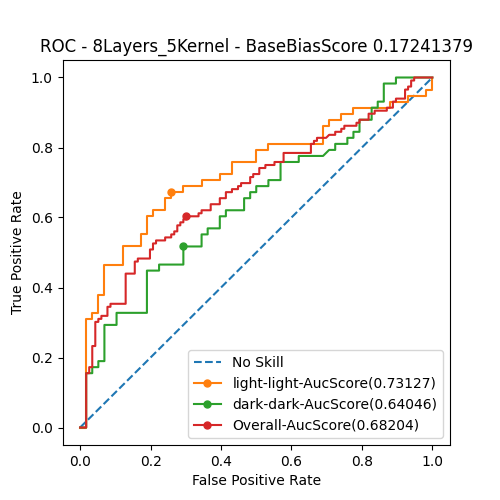 ROC - 8Layers_5Kernel - BaseBiasScore 0.17241379
1.0
0.8
0.6
0.4
0.2
0.0
True Positive Rate
No Skill
light-light-AucScore(0.73127)
dark-dark-AucScore(0.64046)
Overall-AucScore(0.68204)
0.0 0.2 0.4 0.6 0.8 1.0
False Positive Rate